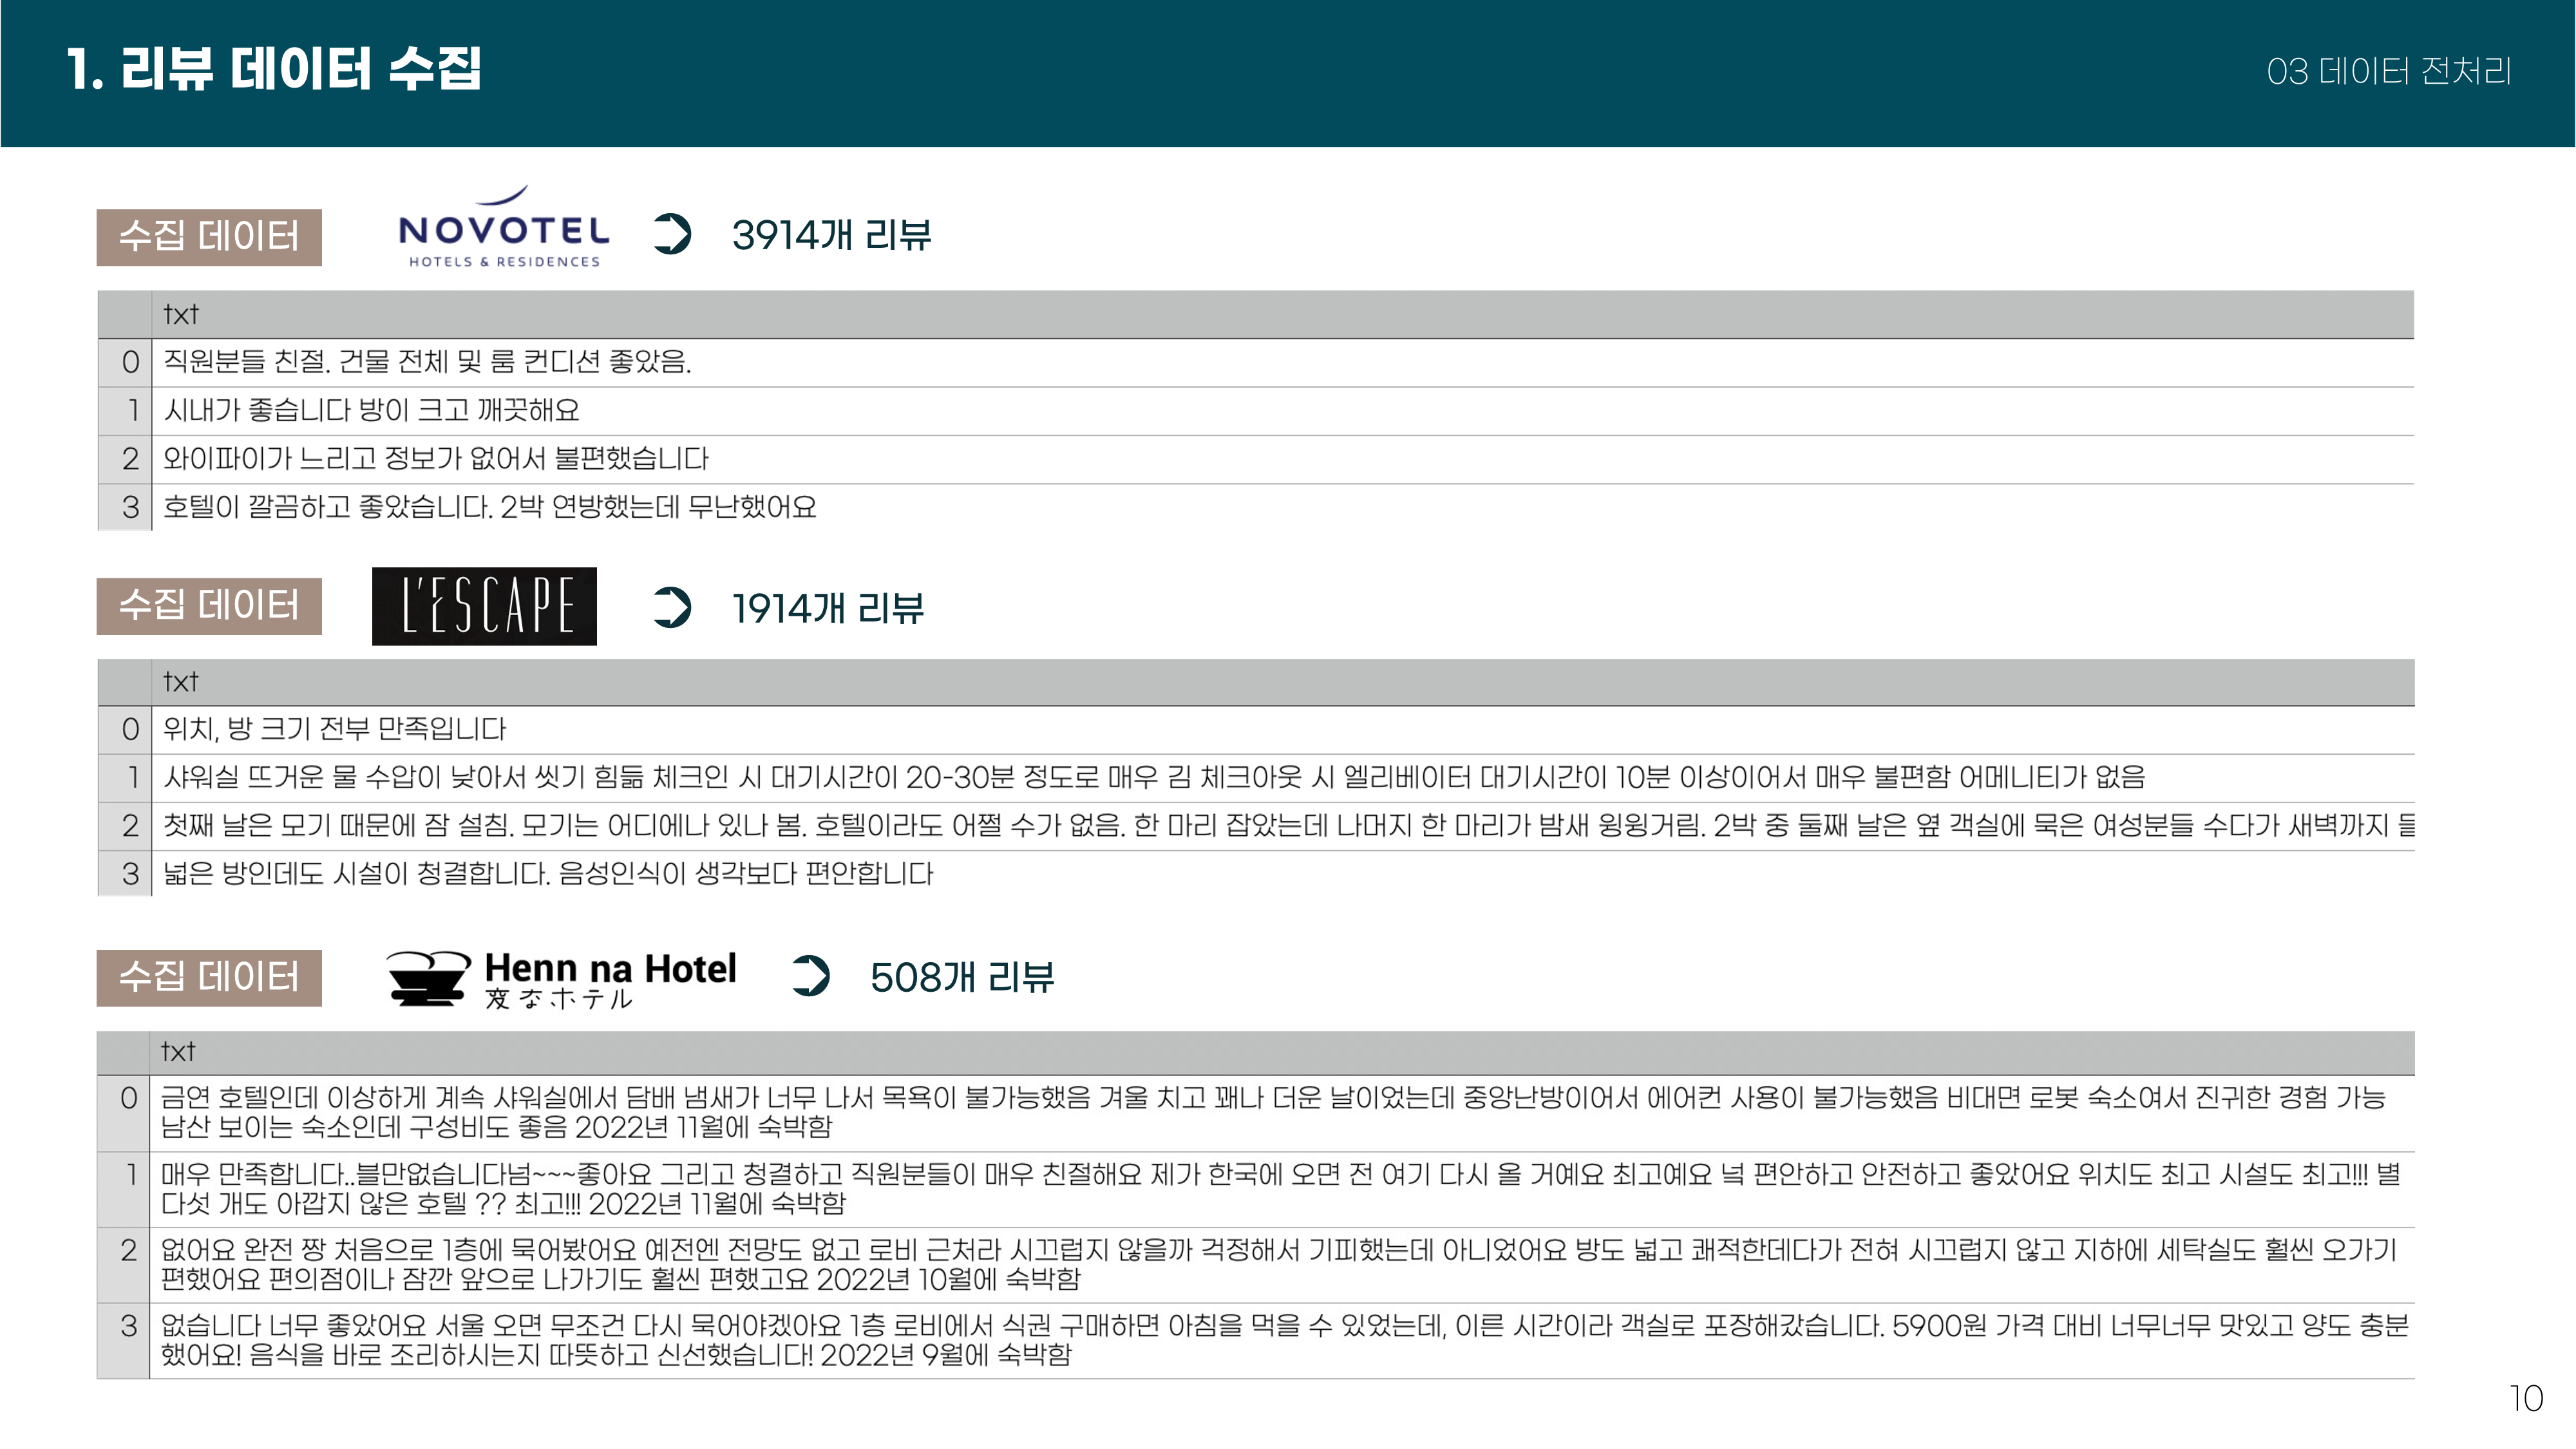 1. 리뷰 데이터 수집
03 데이터 전처리
수집 데이터
NOVOTEL
HOTELS & RESIDENCES
3914개 리뷰
txt
0 직원분들 친절. 건물 전체 및 룸 컨디션 좋았음.
1 시내가 좋습니다 방이 크고 깨끗해요
2 와이파이가 느리고 정보가 없어서 불편했습니다
3 호텔이 깔끔하고 좋았습니다. 2박 연방했는데 무난했어요
수집 데이터
L'ESCAPE
1914개 리뷰
txt
0 위치, 방 크기 전부 만족입니다
1 샤워실 뜨거운 물 수압이 낮아서 씻기 힘듦 체크인 시 대기시간이 20-30분 정도로 매우 김 체크아웃 시 엘리베이터 대기시간이 10분 이상이어서 매우 불편함 어메니티가 없음
2 첫째 날은 모기 때문에 잠 설침. 모기는 어디에나 있나 봄. 호텔이라도 어쩔 수가 없음. 한 마리 잡았는데 나머지 한 마리가 밤새 윙윙거림. 2박 중 둘째 날은 옆 객실에 묵은 여성분들 수다가 새벽까지
3 넓은 방인데도 시설이 청결합니다. 음성인식이 생각보다 편안합니다
수집 데이터
Henn na Hotel
変なホテル
508개 리뷰
txt
0 금연 호텔인데 이상하게 계속 샤워실에서 담배 냄새가 너무 나서 목욕이 불가능했음 겨울 치고 꽤나 더운 날이었는데 중앙난방이어서 에어컨 사용이 불가능했음 비대면 로봇 숙소여서 진귀한 경험 가능
남산 보이는 숙소인데 구성비도 좋음 2022년 11월에 숙박함
1 매우 만족합니다..블만없습니다넘~~~좋아요 그리고 청결하고 직원분들이 매우 친절해요 제가 한국에 오면 전 여기 다시 올 거예요 최고예요 넠 편안하고 안전하고 좋았어요 위치도 최고 시설도 최고!!! 별
다섯 개도 아깝지 않은 호텔 ?? 최고!!! 2022년 11월에 숙박함
2 없어요 완전 짱 처음으로 1층에 묵어봤어요 예전엔 전망도 없고 로비 근처라 시끄럽지 않을까 걱정해서 기피했는데 아니었어요 방도 넓고 쾌적한데다가 전혀 시끄럽지 않고 지하에 세탁실도 훨씬 오가기
편했어요 편의점이나 잠깐 앞으로 나가기도 훨씬 편했고요 2022년 10월에 숙박함
3 없습니다 너무 좋았어요 서울 오면 무조건 다시 묵어야겠아요 1층 로비에서 식권 구매하면 아침을 먹을 수 있었는데, 이른 시간이라 객실로 포장해갔습니다. 5900원 가격 대비 너무너무 맛있고 양도 충분
했어요! 음식을 바로 조리하시는지 따뜻하고 신선했습니다! 2022년 9월에 숙박함
10